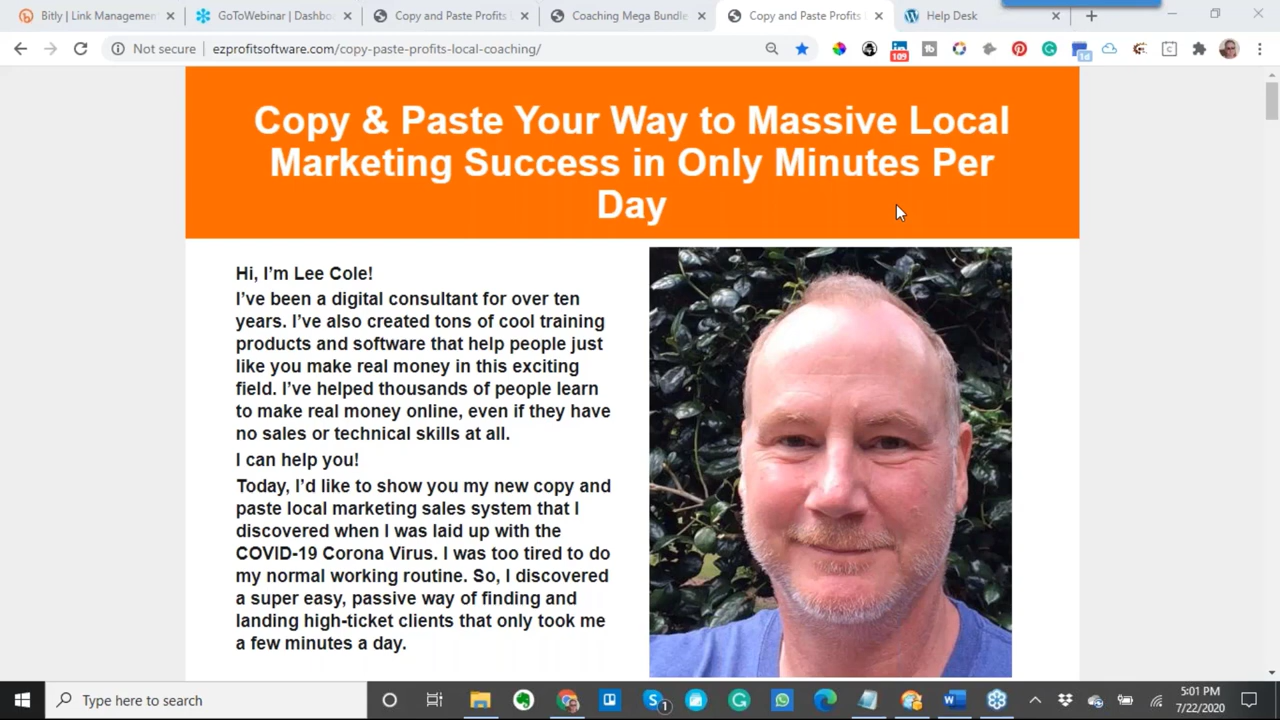 Bitly | Link Managemen
GoToWebinar | Dashbo
Copy and Paste Profits L
Coaching Mega Bundle
Copy and Paste Profits L
Help Desk
Not secure
ezprofitsoftware.com/copy-paste-profits-local-coaching/
109
1d
Copy & Paste Your Way to Massive Local
Marketing Success in Only Minutes Per
Day
Hi, I’m Lee Cole!
I’ve been a digital consultant for over ten
years. I’ve also created tons of cool training
products and software that help people just
like you make real money in this exciting
field. I’ve helped thousands of people learn
to make real money online, even if they have
no sales or technical skills at all.
I can help you!
Today, I’d like to show you my new copy and
paste local marketing sales system that I
discovered when I was laid up with the
COVID-19 Corona Virus. I was too tired to do
my normal working routine. So, I discovered
a super easy, passive way of finding and
landing high-ticket clients that only took me
a few minutes a day.
Type here to search
1
5:01 PM
7/22/2020